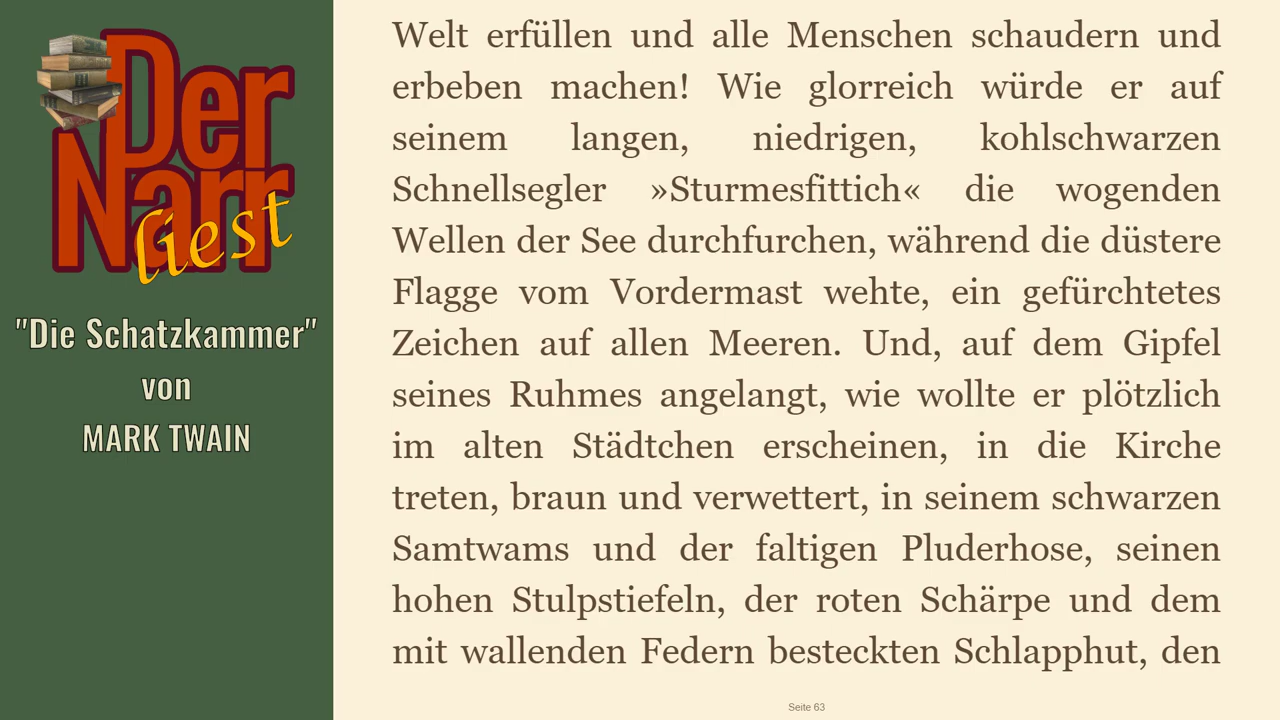 Der
Narr
liest
"Die Schatzkammer"
von
MARK TWAIN
Welt erfüllen und alle Menschen schaudern und
erbeben machen! Wie glorreich würde er auf
seinem langen, niedrigen, kohlschwarzen
Schnellsegler »Sturmesfittich« die wogenden
Wellen der See durchfurchen, während die düstere
Flagge vom Vordermast wehte, ein gefürchtetes
Zeichen auf allen Meeren. Und, auf dem Gipfel
seines Ruhmes angelangt, wie wollte er plötzlich
im alten Städtchen erscheinen, in die Kirche
treten, braun und verwettert, in seinem schwarzen
Samtwams und der faltigen Pluderhose, seinen
hohen Stulpstiefeln, der roten Schärpe und dem
mit wallenden Federn besteckten Schlapphut, den
Seite 63